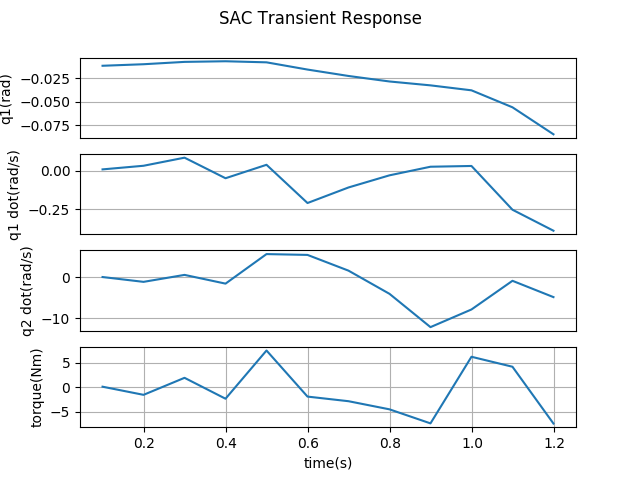 SAC Transient Response
q1(rad)
−0.025
−0.050
−0.075
q1 dot(rad/s)
0.00
−0.25
q2 dot(rad/s)
0
−10
torque(Nm)
5
0
−5
0.2 0.4 0.6 0.8 1.0 1.2
time(s)